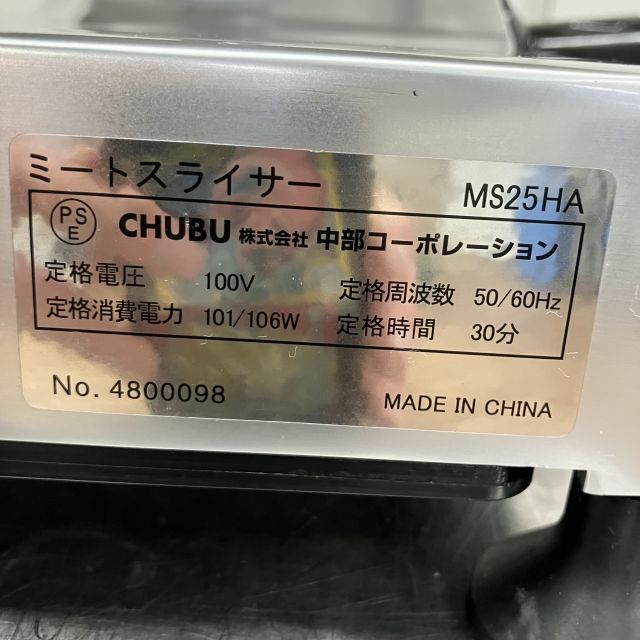 ミートスライサー MS25HA
PSE CHUBU 株式会社 中部コーポレーション
定格電圧 100V 定格周波数 50/60Hz
定格消費電力 101/106W 定格時間 30分
No. 4800098 MADE IN CHINA